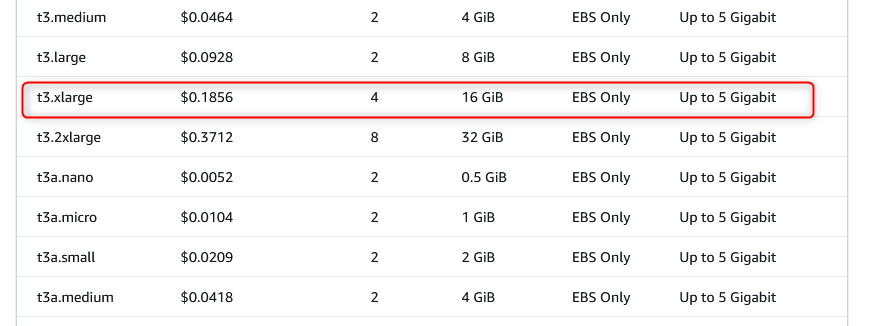 t3.medium $0.0464 2 4 GiB EBS Only Up to 5 Gigabit
t3.large $0.0928 2 8 GiB EBS Only Up to 5 Gigabit
t3.xlarge $0.1856 4 16 GiB EBS Only Up to 5 Gigabit
t3.2xlarge $0.3712 8 32 GiB EBS Only Up to 5 Gigabit
t3a.nano $0.0052 2 0.5 GiB EBS Only Up to 5 Gigabit
t3a.micro $0.0104 2 1 GiB EBS Only Up to 5 Gigabit
t3a.small $0.0209 2 2 GiB EBS Only Up to 5 Gigabit
t3a.medium $0.0418 2 4 GiB EBS Only Up to 5 Gigabit